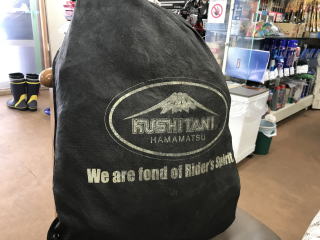 KUSHITANI
HAMAMATSU
We are fond of Rider's Spirit.